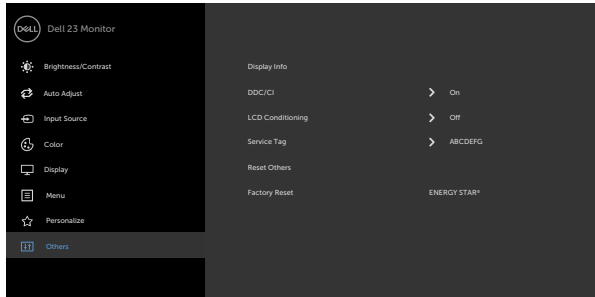 DELL
Dell 23 Monitor
Brightness/Contrast
Auto Adjust
Input Source
Color
Display
Menu
Personalize
Others
Display Info
DDC/CI On
LCD Conditioning Off
Service Tag ABCDEFG
Reset Others
Factory Reset ENERGY STAR®